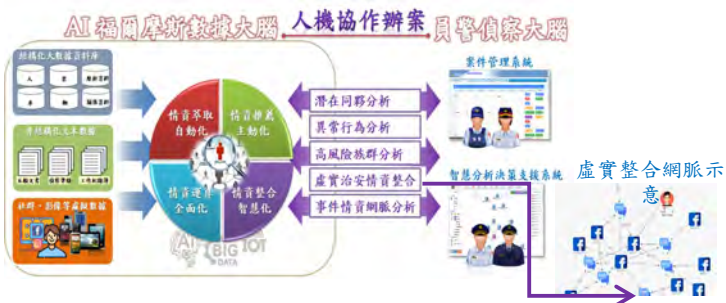 AI 福爾摩斯數據大腦 人機協作辦案 員警偵察大腦
結構化大數據資料庫
人
車
非結構化文本數據
社群、影像等虛擬數據
情資萃取
自動化
情資推薦
主動化
情資運算
全面化
情資整合
智慧化
AI
BIG
DATA
IOT
潛在同夥分析
異常行為分析
高風險族群分析
虛實治安情資整合
事件情資網脈分析
案件管理系統
智慧分析決策支援系統
虛實整合網脈示
意